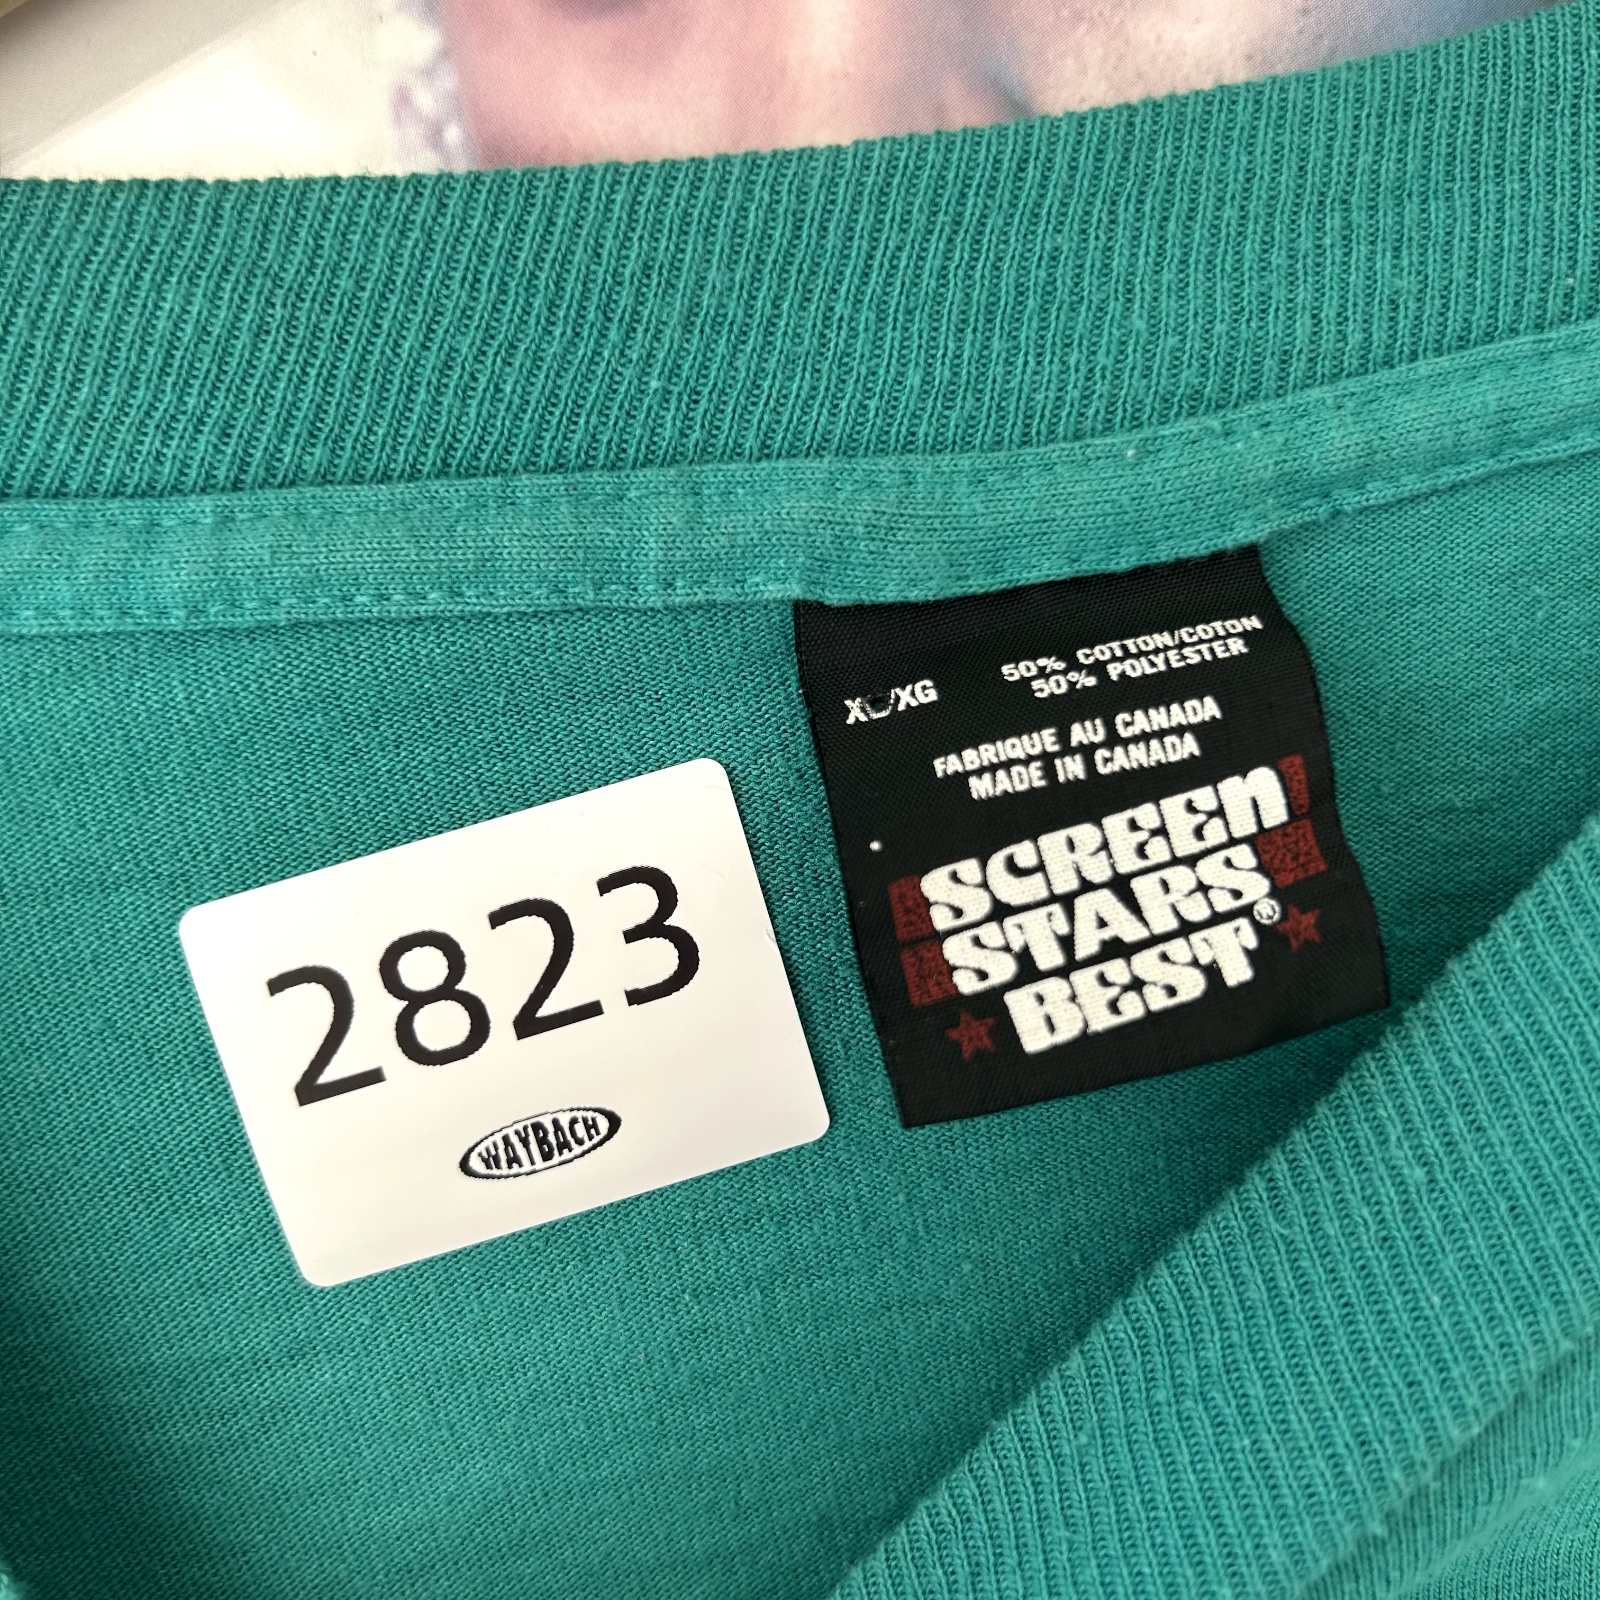 50% COTTON/COTON
50% POLYESTER
XL/XG
FABRIQUE AU CANADA
MADE IN CANADA
SCREEN
STARS
BEST®
2823
WAYBACH